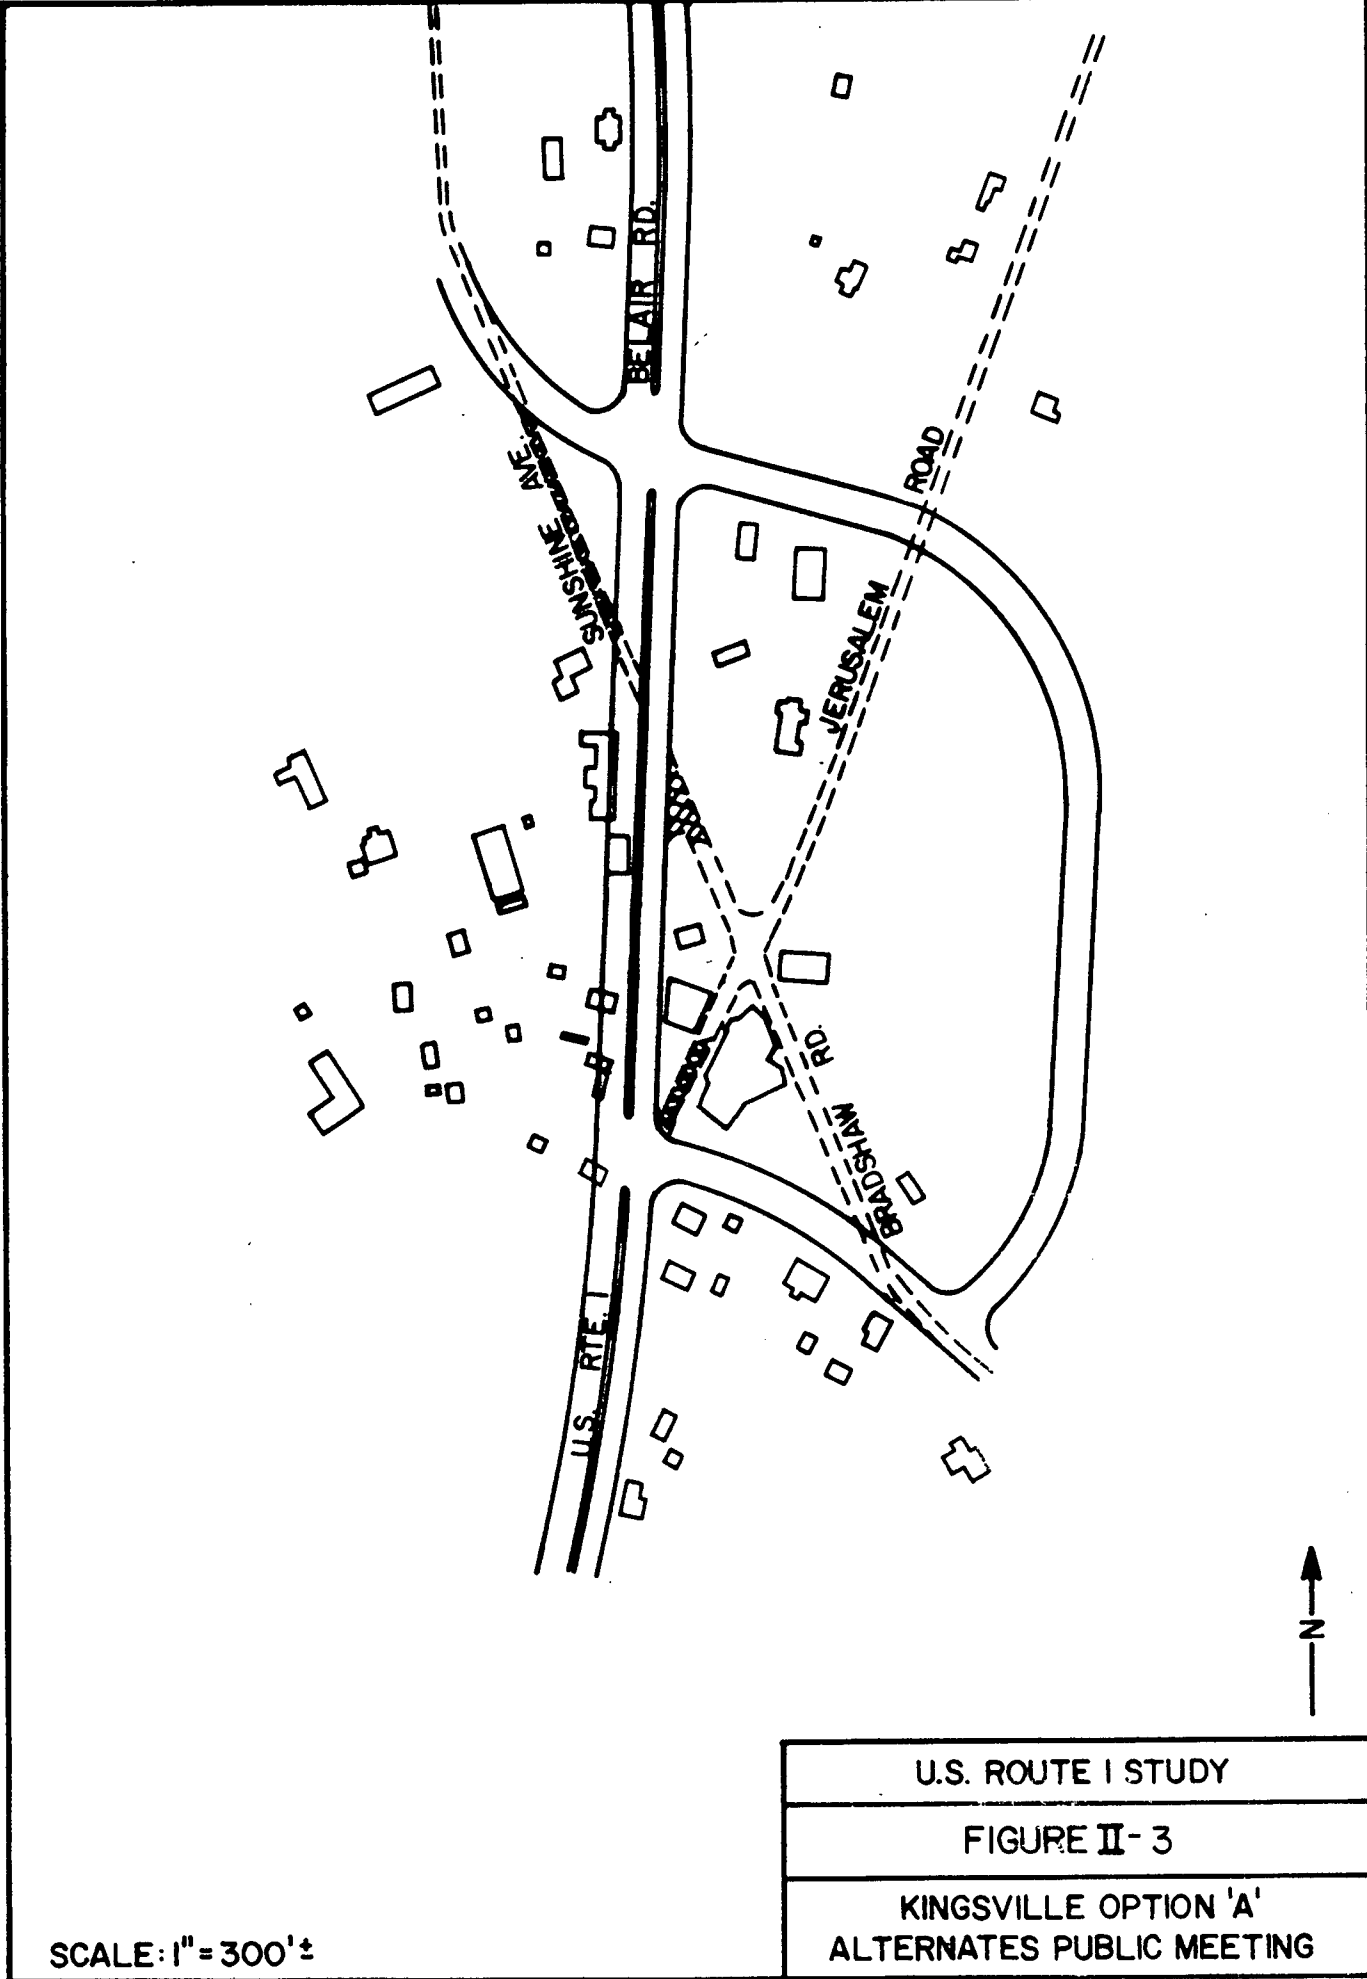 BELAIR RD.
SUNSHINE AVE.
JERUSALEM ROAD
BRADSHAW RD.
U.S. RTE. 1
N
U.S. ROUTE 1 STUDY
FIGURE II-3
KINGSVILLE OPTION 'A'
ALTERNATES PUBLIC MEETING
SCALE: 1" = 300' ±